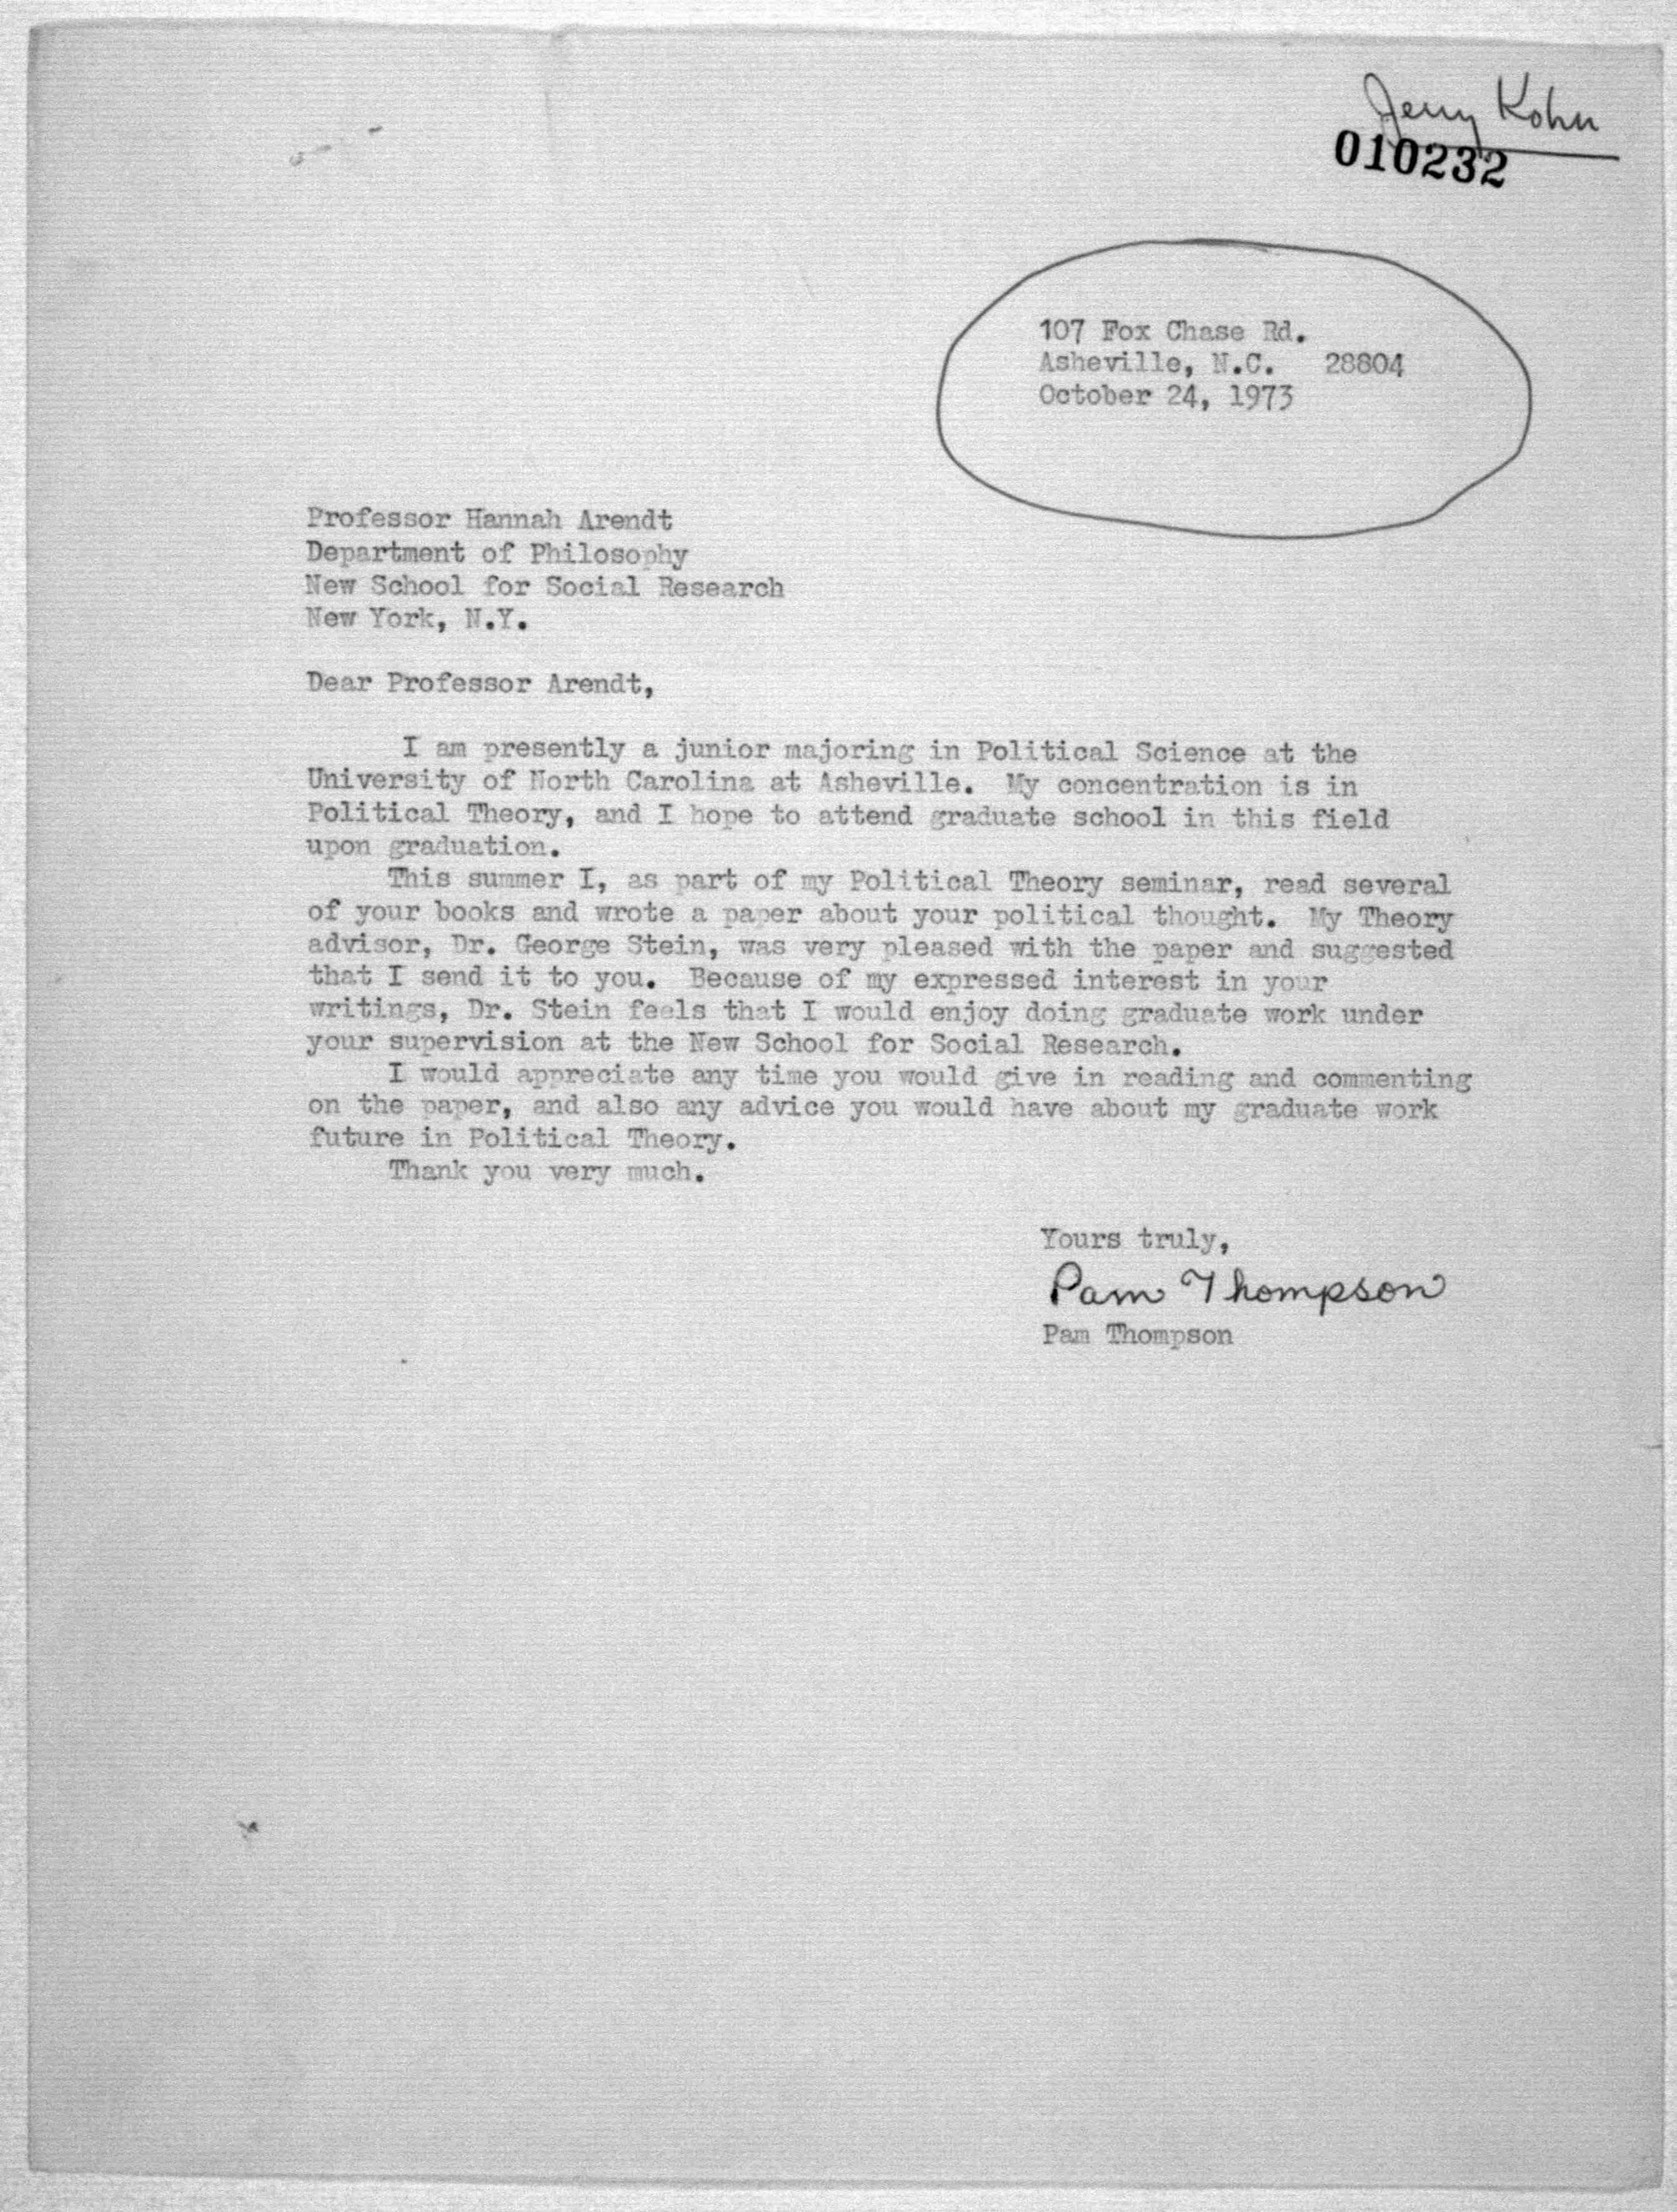 Jerry Kohn
010232
107 Fox Chase Rd.
Asheville, N.C. 28804
October 24, 1973
Professor Hannah Arendt
Department of Philosophy
New School for Social Research
New York, N.Y.
Dear Professor Arendt,
I am presently a junior majoring in Political Science at the
University of North Carolina at Asheville. My concentration is in
Political Theory, and I hope to attend graduate school in this field
upon graduation.
This summer I, as part of my Political Theory seminar, read several
of your books and wrote a paper about your political thought. My Theory
advisor, Dr. George Stein, was very pleased with the paper and suggested
that I send it to you. Because of my expressed interest in your
writings, Dr. Stein feels that I would enjoy doing graduate work under
your supervision at the New School for Social Research.
I would appreciate any time you would give in reading and commenting
on the paper, and also any advice you would have about my graduate work
future in Political Theory.
Thank you very much.
Yours truly,
Pam Thompson
Pam Thompson